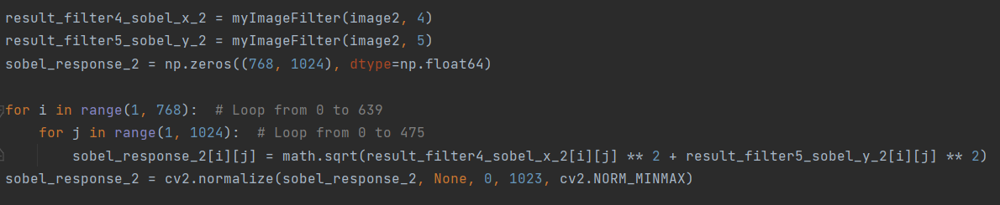 result_filter4_sobel_x_2 = myImageFilter(image2, 4)
result_filter5_sobel_y_2 = myImageFilter(image2, 5)
sobel_response_2 = np.zeros((768, 1024), dtype=np.float64)

for i in range(1, 768):  # Loop from 0 to 639
    for j in range(1, 1024):  # Loop from 0 to 475
        sobel_response_2[i][j] = math.sqrt(result_filter4_sobel_x_2[i][j] ** 2 + result_filter5_sobel_y_2[i][j] ** 2)
sobel_response_2 = cv2.normalize(sobel_response_2, None, 0, 1023, cv2.NORM_MINMAX)